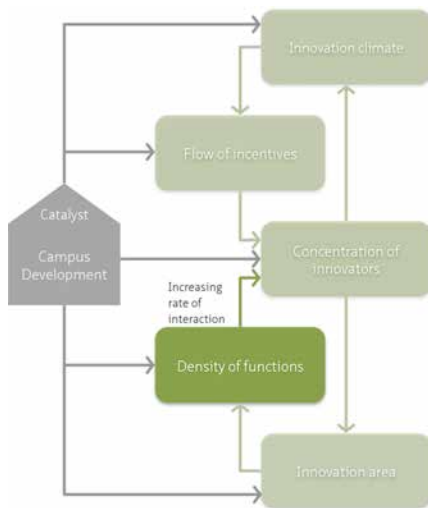 Innovation climate
Flow of incentives
Catalyst
Campus
Development
Concentration of
innovators
Increasing
rate of
interaction
Density of functions
Innovation area